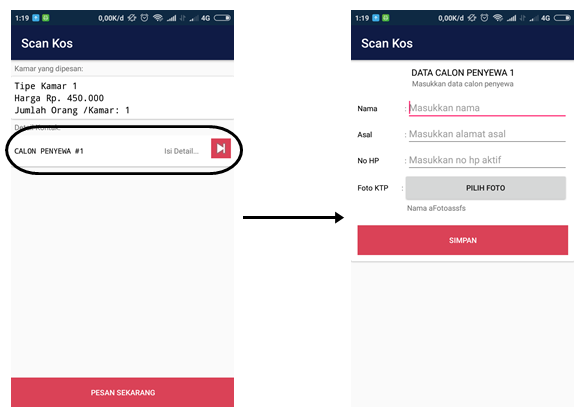 1:19 0,00K/d 4G
Scan Kos
Kamar yang dipesan:
Tipe Kamar 1
Harga Rp. 450.000
Jumlah Orang /Kamar: 1
Detail Kontak:
CALON PENYEWA #1 Isi Detail...
PESAN SEKARANG
1:19 0,00K/d 4G
Scan Kos
DATA CALON PENYEWA 1
Masukkan data calon penyewa
Nama : Masukkan nama
Asal : Masukkan alamat asal
No HP : Masukkan no hp aktif
Foto KTP : PILIH FOTO
Nama aFotoassfs
SIMPAN